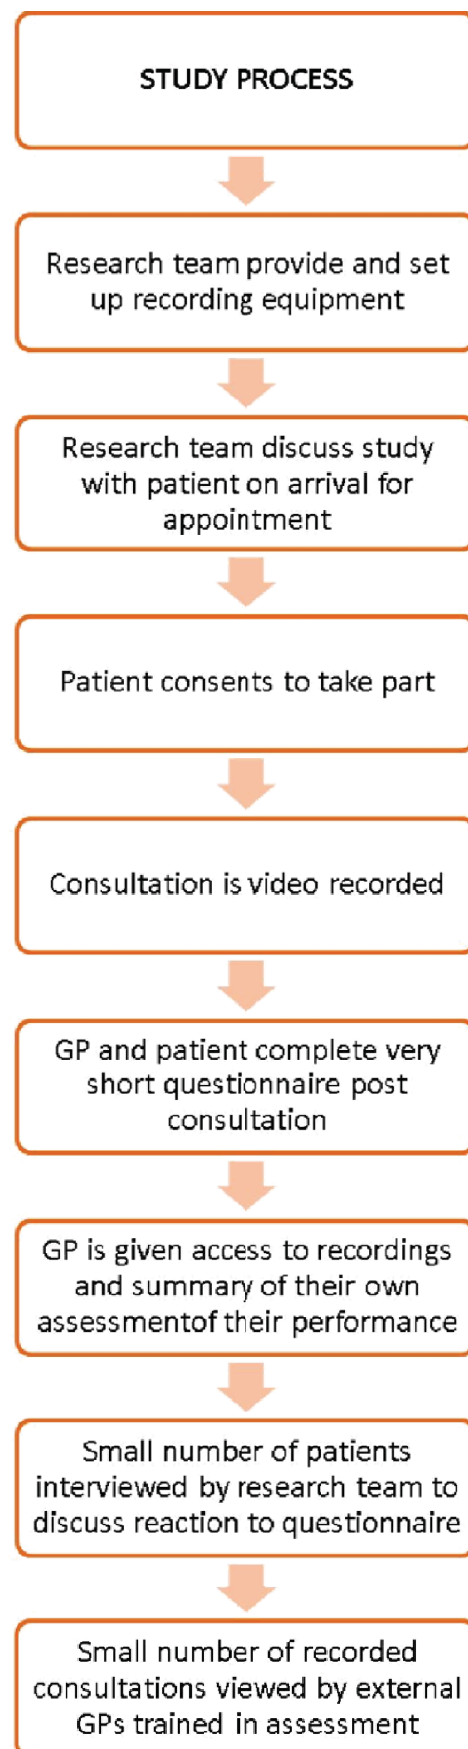 STUDY PROCESS
Research team provide and set
up recording equipment
Research team discuss study
with patient on arrival for
appointment
Patient consents to take part
Consultation is video recorded
GP and patient complete very
short questionnaire post
consultation
GP is given access to recordings
and summary of their own
assessmentof their performance
Small number of patients
interviewed by research team to
discuss reaction to questionnaire
Small number of recorded
consultations viewed by external
GPs trained in assessment